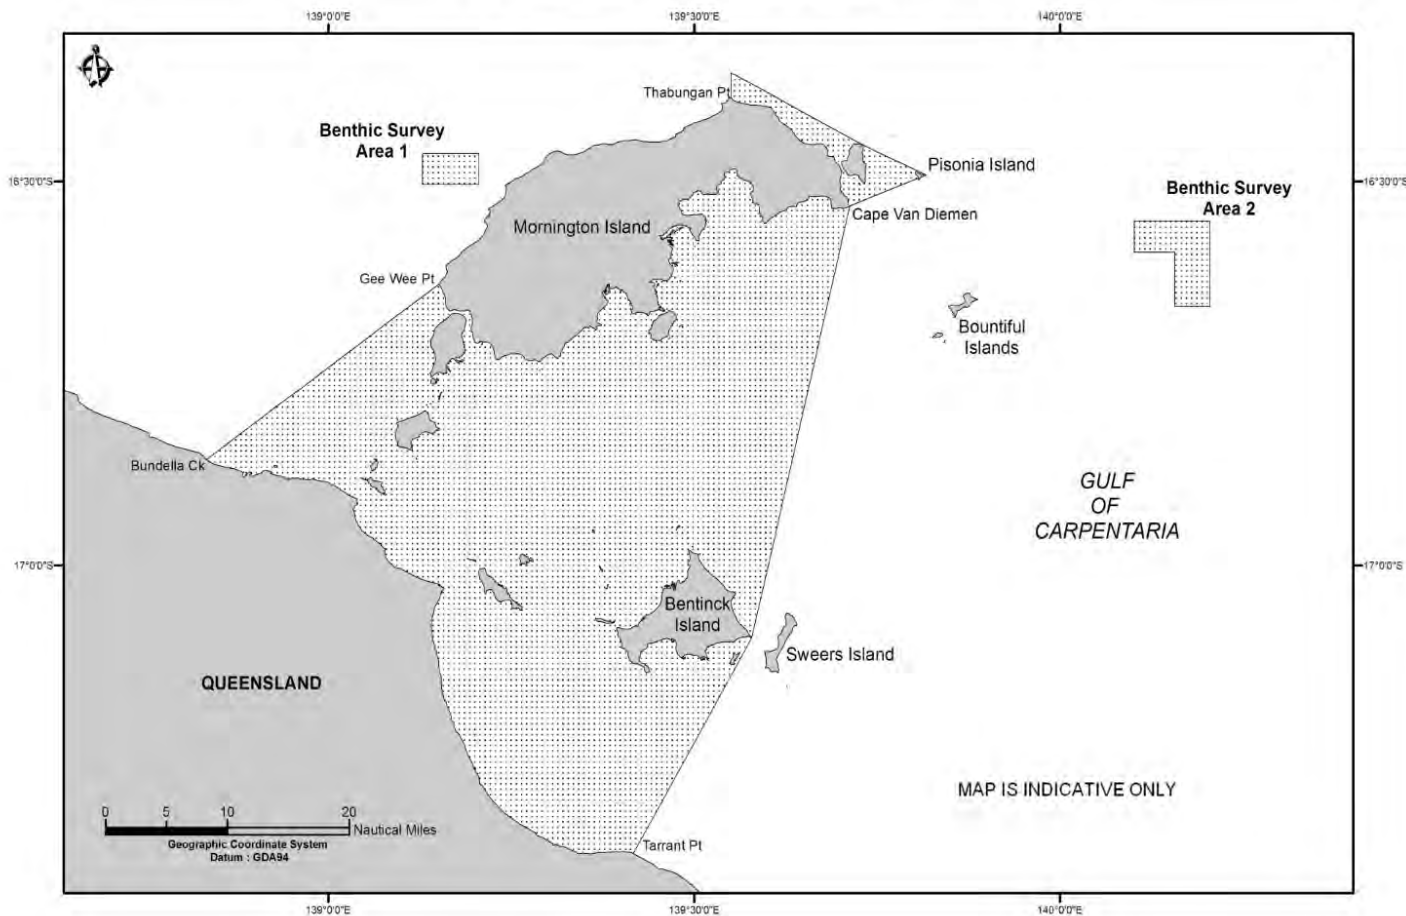 139°0'0"E
139°30'0"E
140°0'0"E
Thabungan Pt
Benthic Survey
Area 1
Pisonia Island
16°30'0"S
16°30'0"S
Benthic Survey
Area 2
Cape Van Diemen
Mornington Island
Gee Wee Pt
Bountiful
Islands
Bundella Ck
GULF
OF
CARPENTARIA
17°0'0"S
17°0'0"S
Bentinck
Island
Sweers Island
QUEENSLAND
MAP IS INDICATIVE ONLY
0 5 10 20
Nautical Miles
Geographic Coordinate System
Datum : GDA94
Tarrant Pt
139°0'0"E
139°30'0"E
140°0'0"E